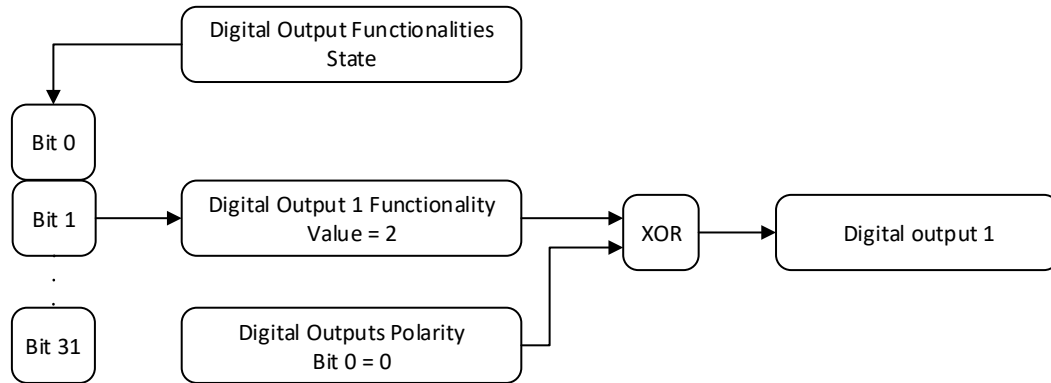 Digital Output Functionalities
State
Bit 0
Bit 1
Digital Output 1 Functionality
Value = 2
XOR
Digital output 1
.
.
.
Bit 31
Digital Outputs Polarity
Bit 0 = 0